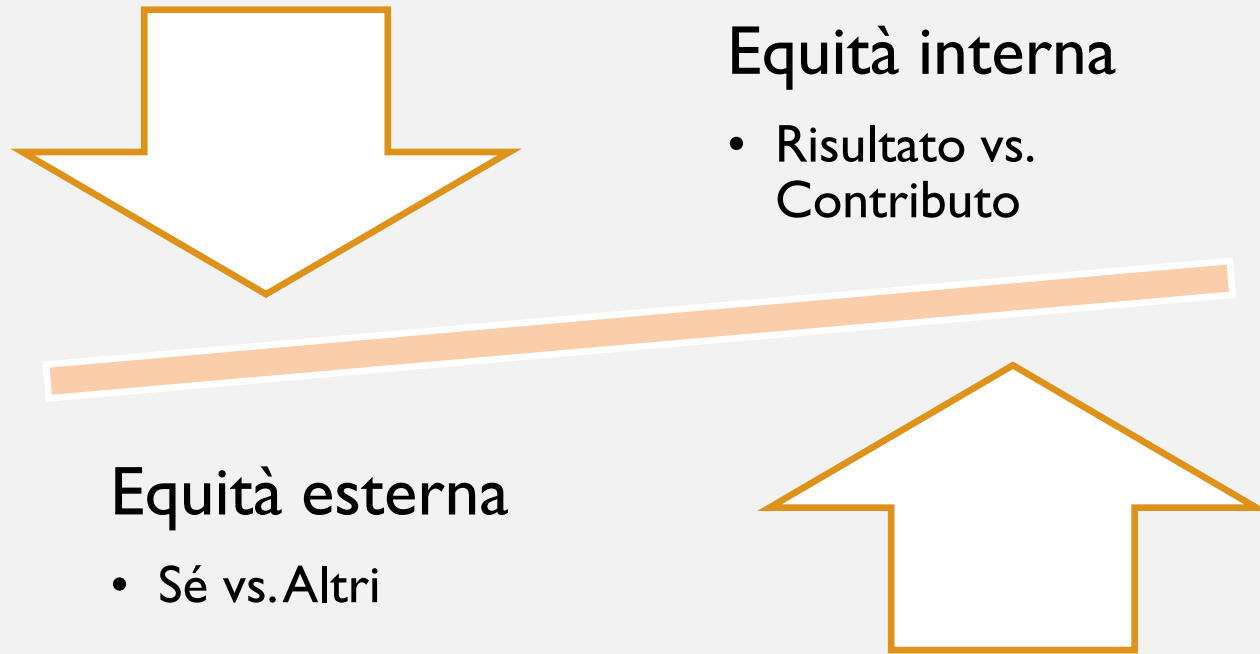 Equità interna
• Risultato vs.
Contributo
Equità esterna
• Sé vs. Altri